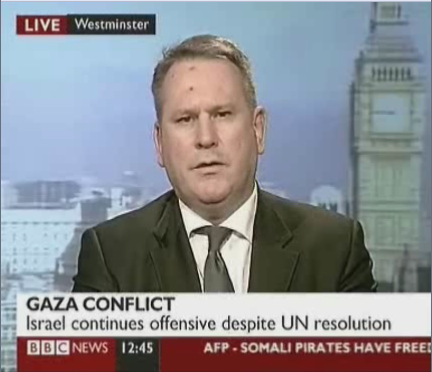 LIVE Westminster
GAZA CONFLICT
Israel continues offensive despite UN resolution
BBC NEWS 12:45 AFP - SOMALI PIRATES HAVE FREED